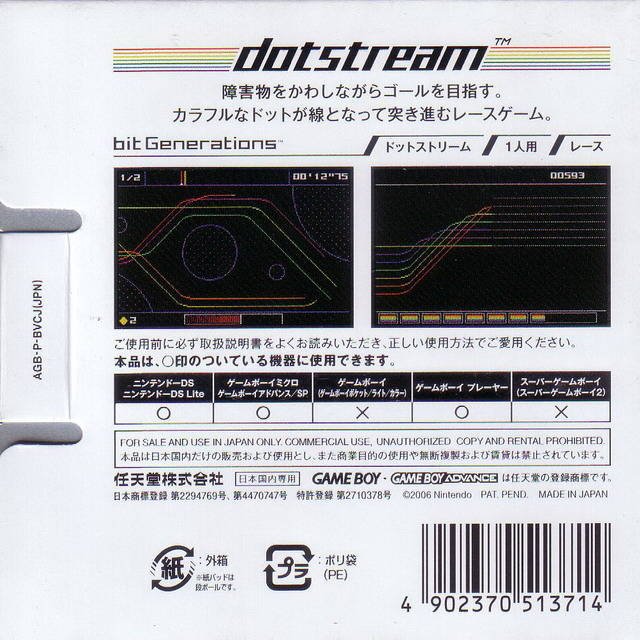 dotstream™
障害物をかわしながらゴールを目指す。
カラフルなドットが線となって突き進むレースゲーム。
bit Generations™
ドットストリーム
1人用
レース
1/2
00'12"75
2
00593
ご使用前に必ず取扱説明書をよくお読みいただき、正しい使用方法でご愛用ください。
本品は、○印のついている機器に使用できます。
ニンテンドーDS
ニンテンドーDS Lite
ゲームボーイミクロ
ゲームボーイアドバンス/SP
ゲームボーイ
(ゲームボーイポケット/ライト/カラー)
ゲームボーイ プレーヤー
スーパーゲームボーイ
(スーパーゲームボーイ2)
○ ○ × ○ ×
FOR SALE AND USE IN JAPAN ONLY. COMMERCIAL USE, UNAUTHORIZED COPY AND RENTAL PROHIBITED.
本品は日本国内だけの販売および使用とし、また商業目的の使用や無断複製および賃貸は禁止されています。
任天堂株式会社 日本国内専用 GAME BOY・GAME BOY ADVANCE は任天堂の登録商標です。
日本商標登録 第2294769号、第4470747号 特許登録 第2710378号 ©2006 Nintendo PAT. PEND. MADE IN JAPAN
紙 :外箱
※紙パッドは
段ボールです。
プラ :ポリ袋
(PE)
4 902370 513714
AGB-P-BVCJ(JPN)